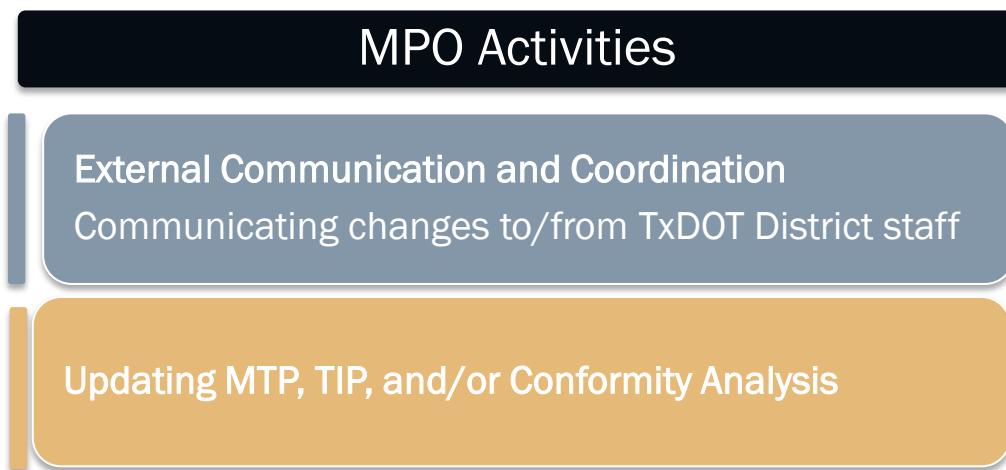 MPO Activities
External Communication and Coordination
Communicating changes to/from TxDOT District staff
Updating MTP, TIP, and/or Conformity Analysis